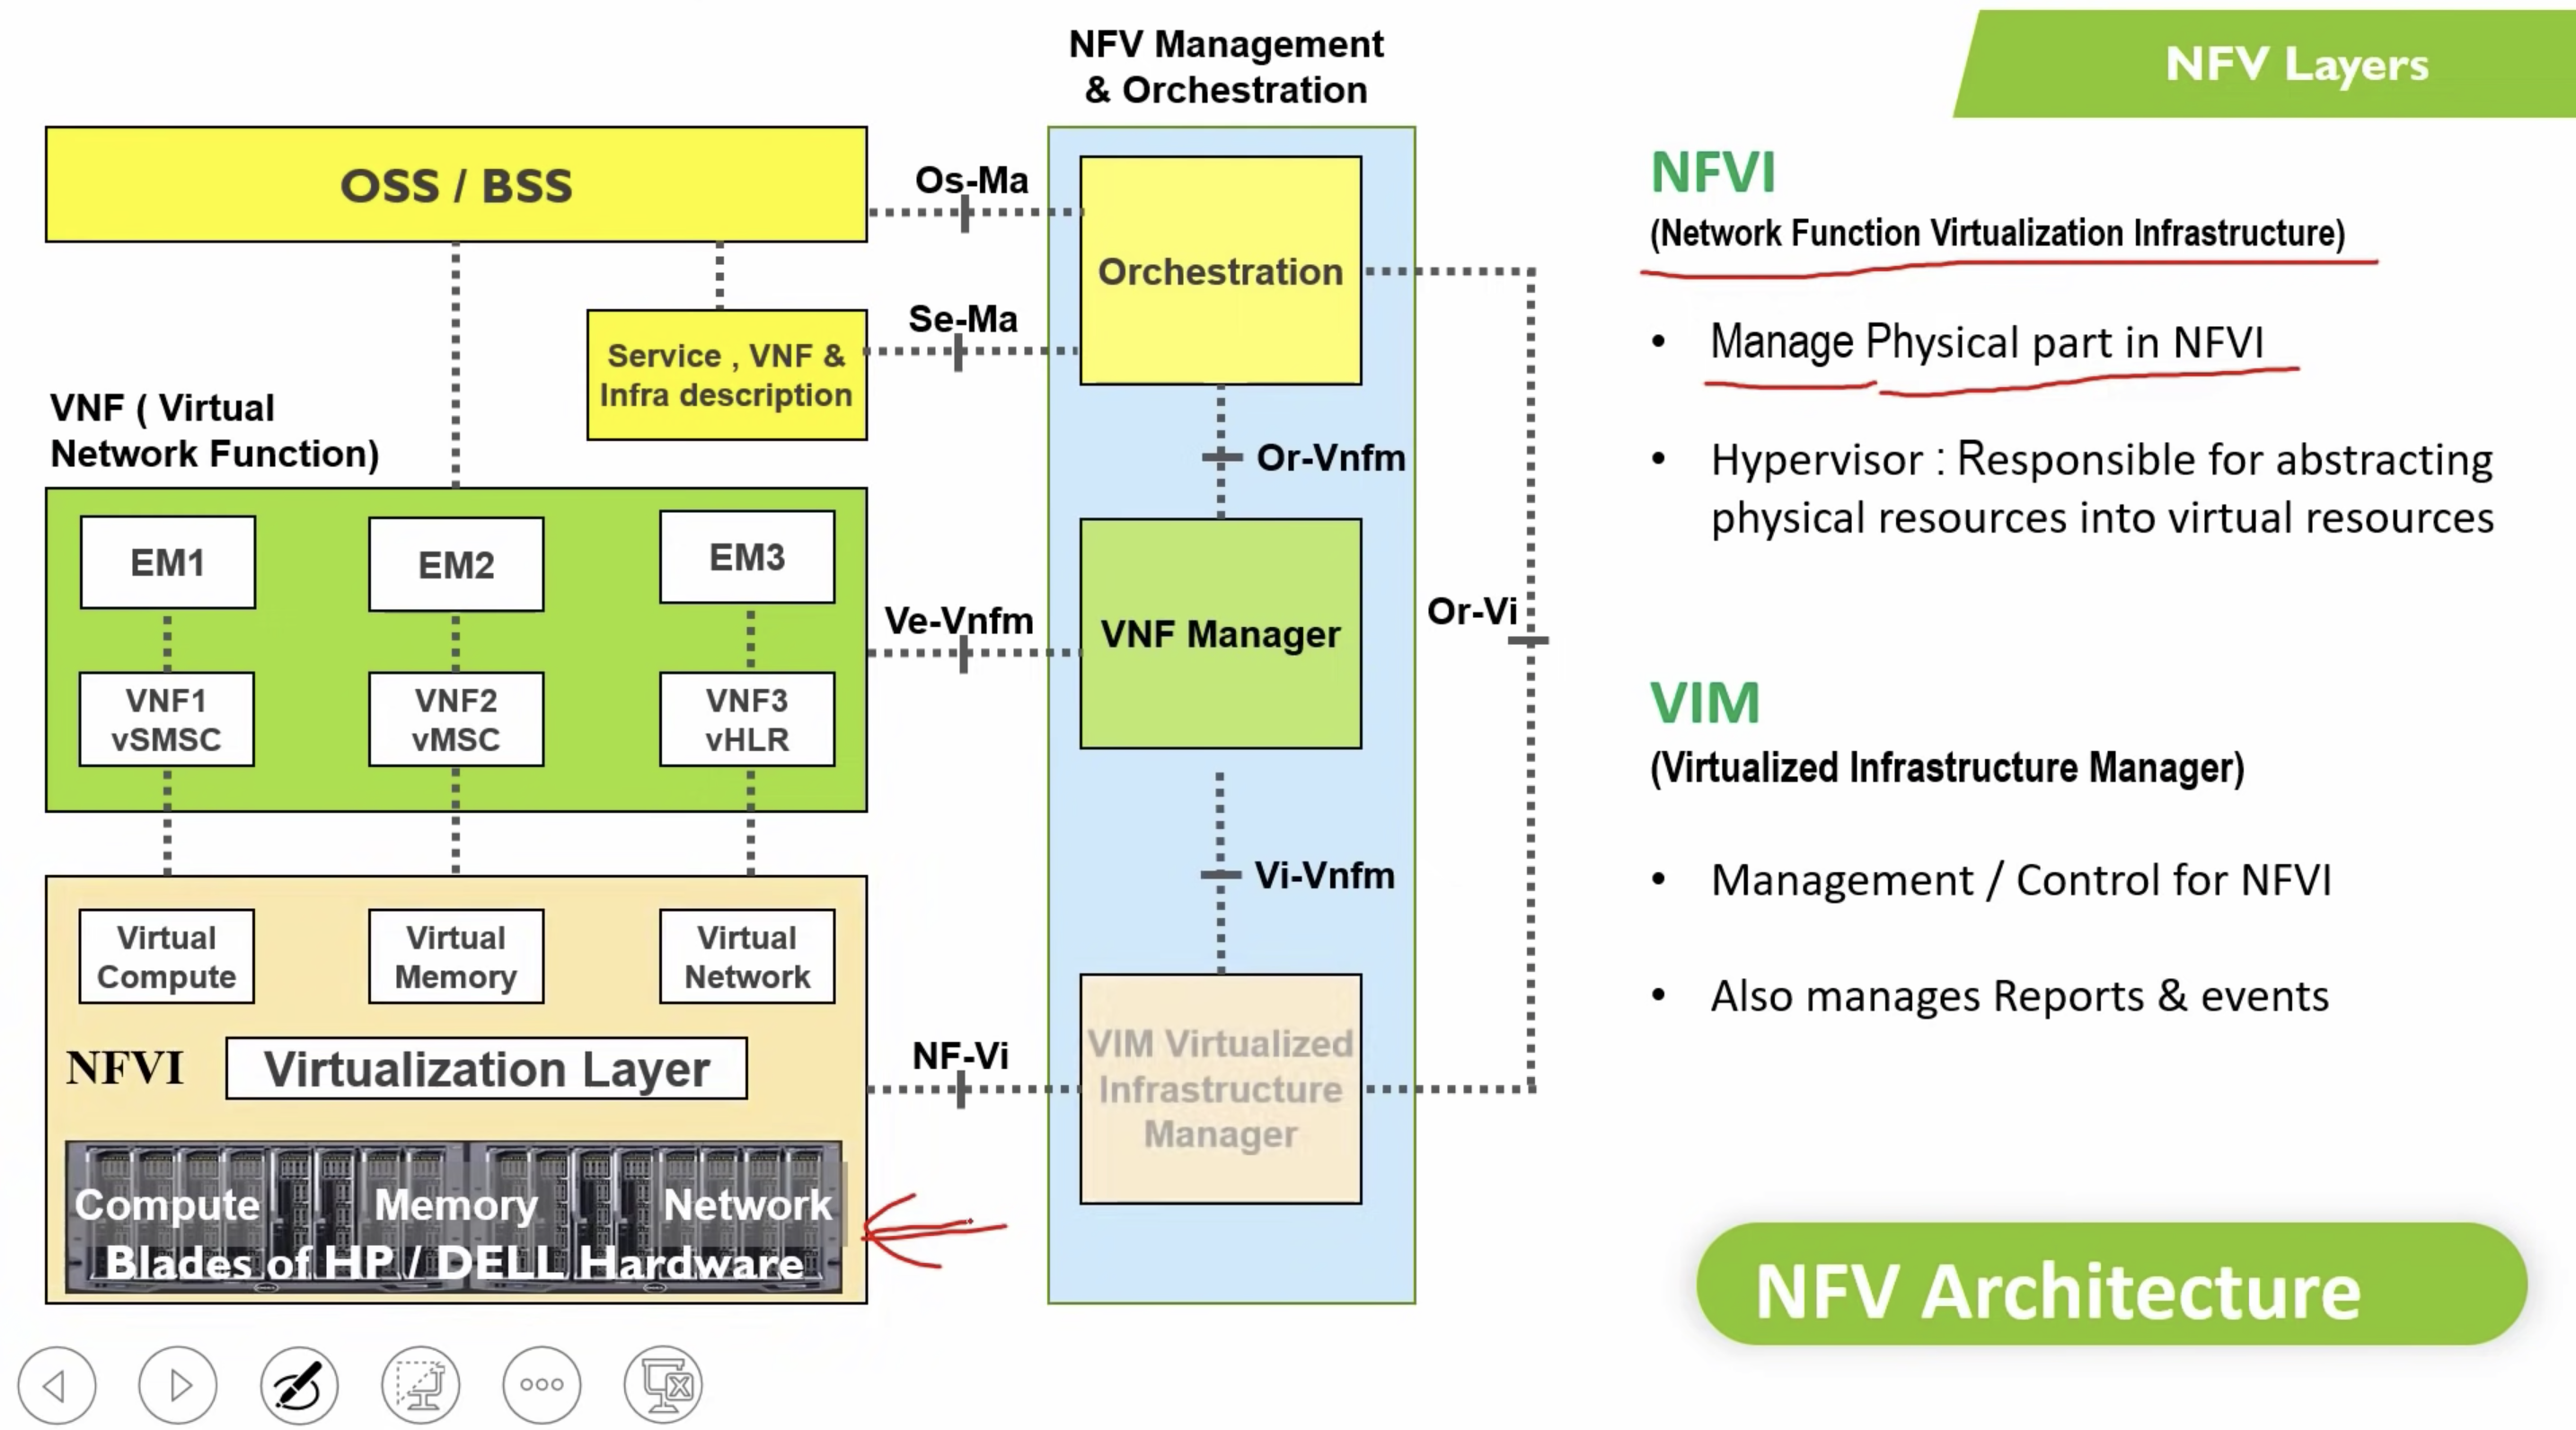 NFV Management
& Orchestration
NFV Layers
OSS / BSS
Os-Ma
Orchestration
Se-Ma
Service , VNF &
Infra description
VNF ( Virtual
Network Function)
Or-Vnfm
EM1
EM2
EM3
Ve-Vnfm
VNF Manager
Or-Vi
VNF1
vSMSC
VNF2
vMSC
VNF3
vHLR
Vi-Vnfm
Virtual
Compute
Virtual
Memory
Virtual
Network
NFVI
Virtualization Layer
NF-Vi
VIM Virtualized
Infrastructure
Manager
Compute
Memory
Network
Blades of HP / DELL Hardware
NFVI
(Network Function Virtualization Infrastructure)
• Manage Physical part in NFVI
• Hypervisor : Responsible for abstracting
physical resources into virtual resources
VIM
(Virtualized Infrastructure Manager)
• Management / Control for NFVI
• Also manages Reports & events
NFV Architecture